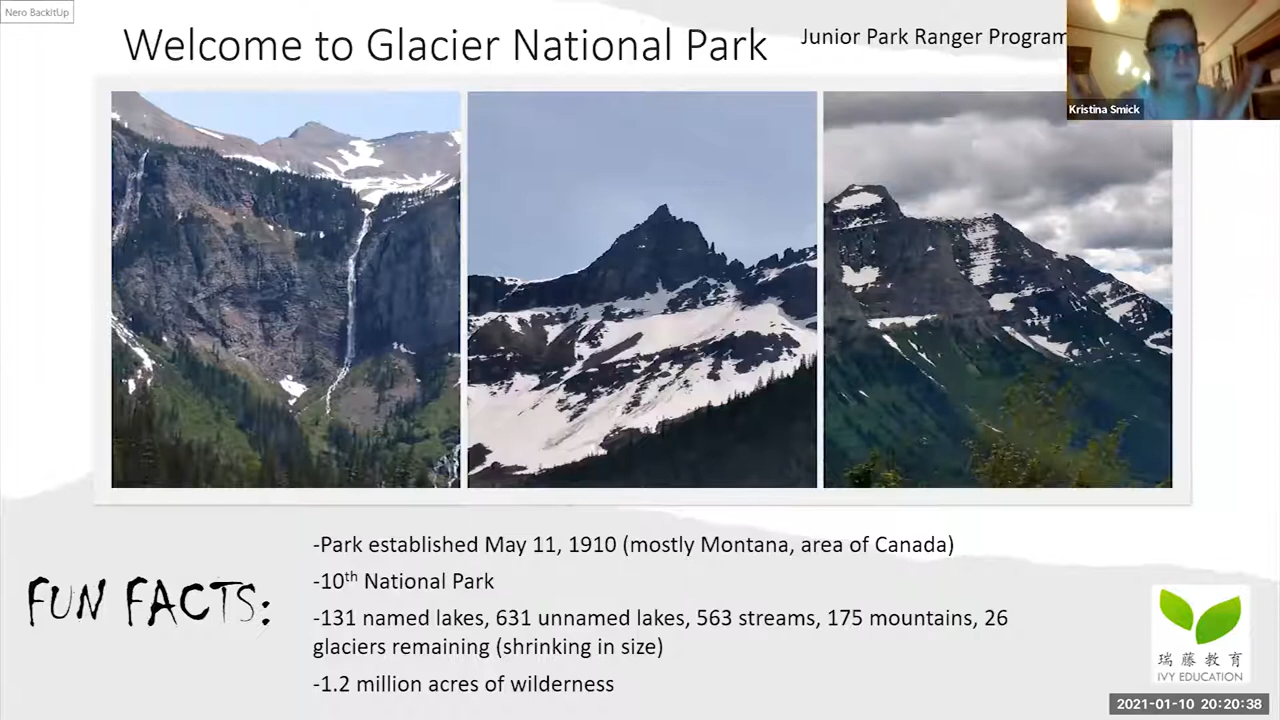 Nero BackitUp
Welcome to Glacier National Park
Junior Park Ranger Program
Kristina Smick
FUN FACTS:
-Park established May 11, 1910 (mostly Montana, area of Canada)
-10th National Park
-131 named lakes, 631 unnamed lakes, 563 streams, 175 mountains, 26
glaciers remaining (shrinking in size)
-1.2 million acres of wilderness
瑞藤教育
IVY EDUCATION
2021-01-10 20:20:38